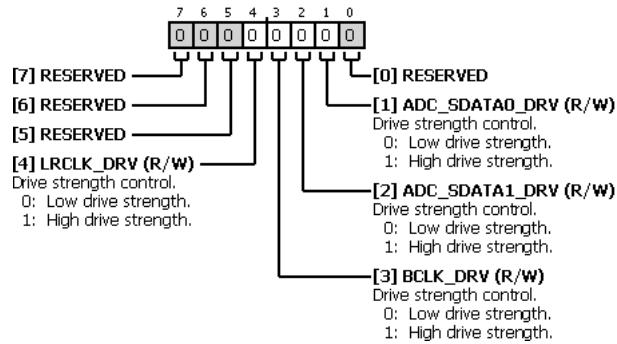 7 6 5 4 3 2 1 0
0 0 0 0 0 0 0 0
[7] RESERVED
[6] RESERVED
[5] RESERVED
[4] LRCLK_DRV (R/W)
Drive strength control.
0: Low drive strength.
1: High drive strength.
[0] RESERVED
[1] ADC_SDATA0_DRV (R/W)
Drive strength control.
0: Low drive strength.
1: High drive strength.
[2] ADC_SDATA1_DRV (R/W)
Drive strength control.
0: Low drive strength.
1: High drive strength.
[3] BCLK_DRV (R/W)
Drive strength control.
0: Low drive strength.
1: High drive strength.